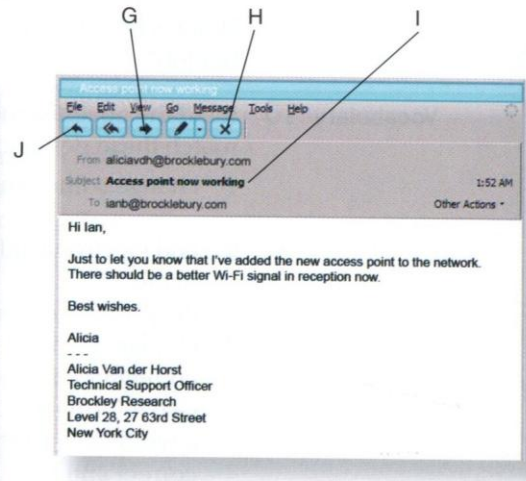 G H I
Access point now working
File Edit View Go Message Tools Help
J
From aliciavdh@brocklebury.com
Subject Access point now working 1:52 AM
To ianb@brocklebury.com Other Actions
Hi Ian,
Just to let you know that I've added the new access point to the network.
There should be a better Wi-Fi signal in reception now.
Best wishes.
Alicia
---
Alicia Van der Horst
Technical Support Officer
Brockley Research
Level 28, 27 63rd Street
New York City